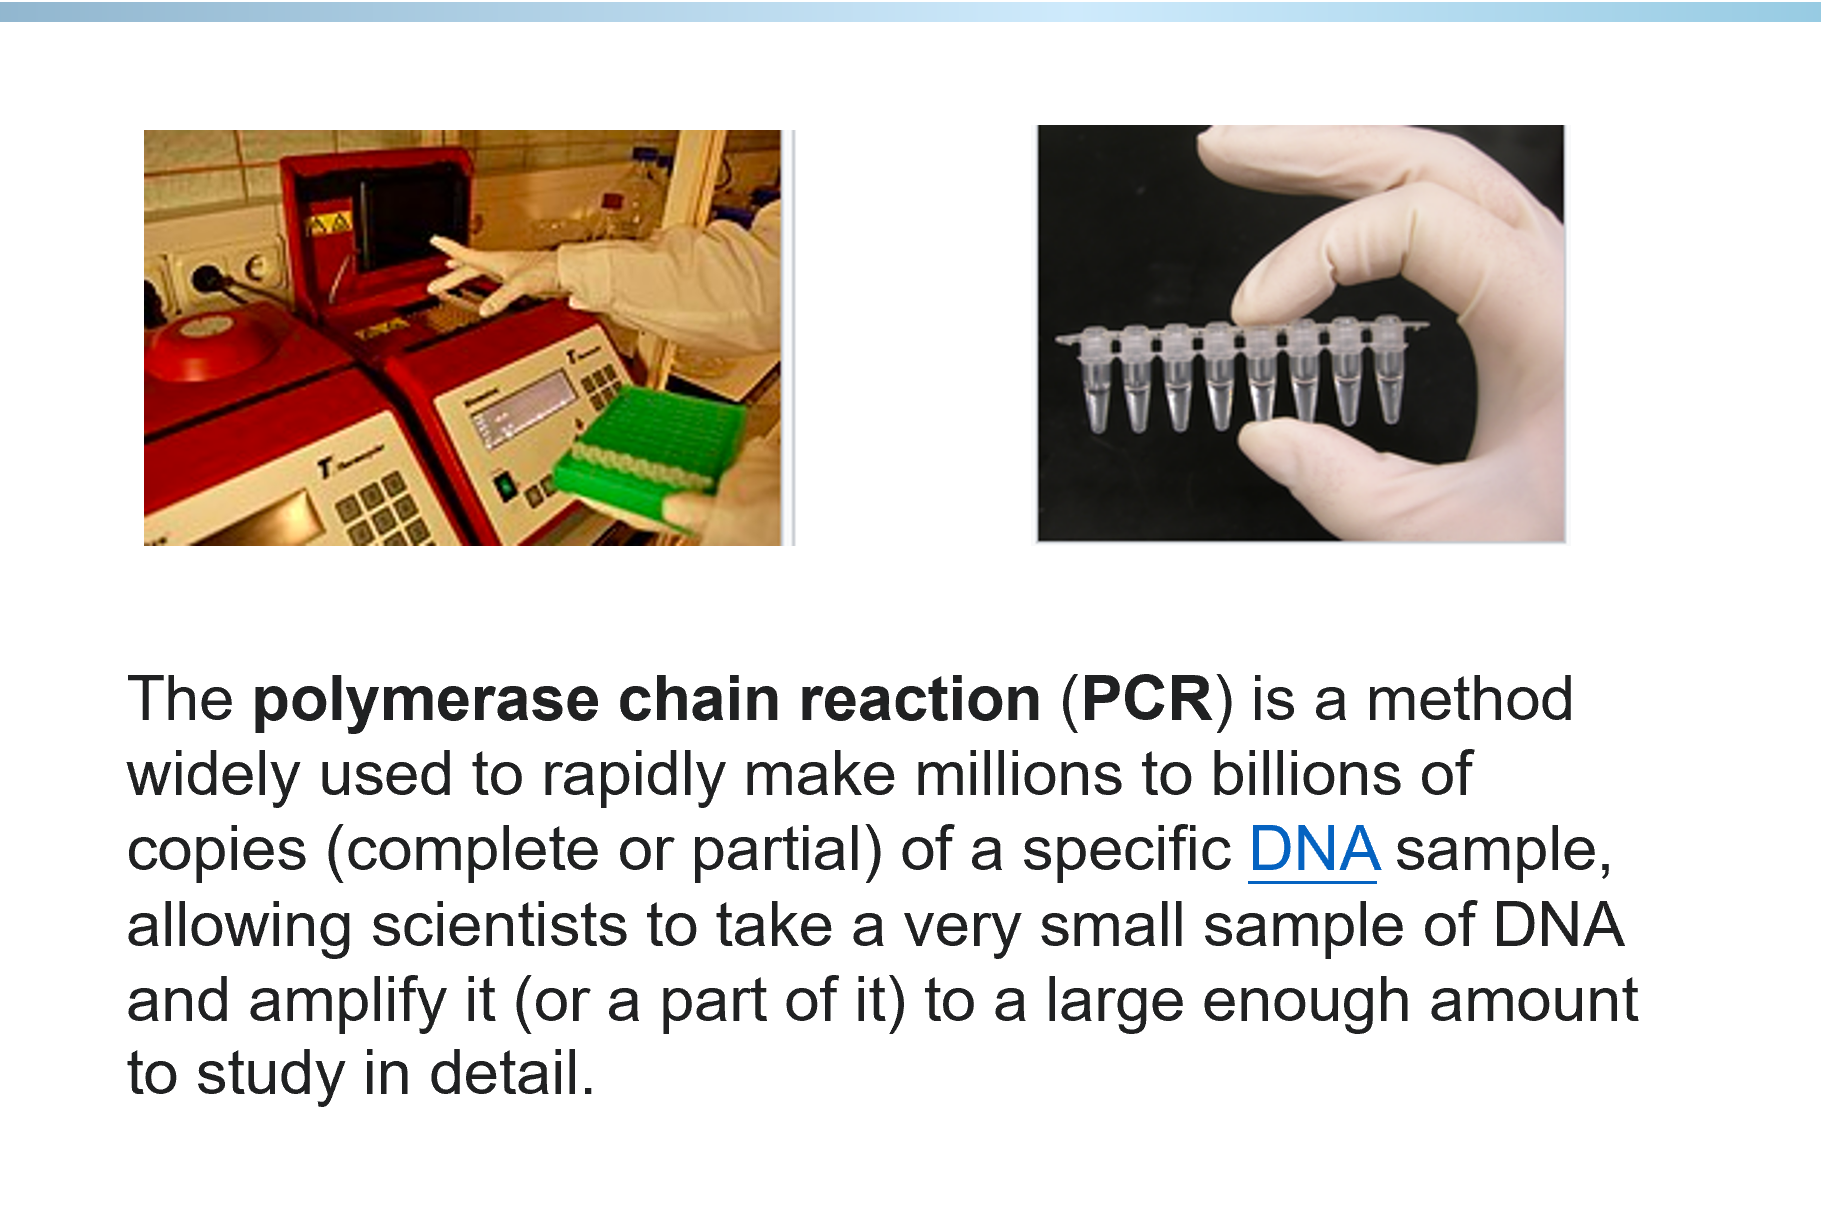 T Thermocycler
The polymerase chain reaction (PCR) is a method
widely used to rapidly make millions to billions of
copies (complete or partial) of a specific DNA sample,
allowing scientists to take a very small sample of DNA
and amplify it (or a part of it) to a large enough amount
to study in detail.